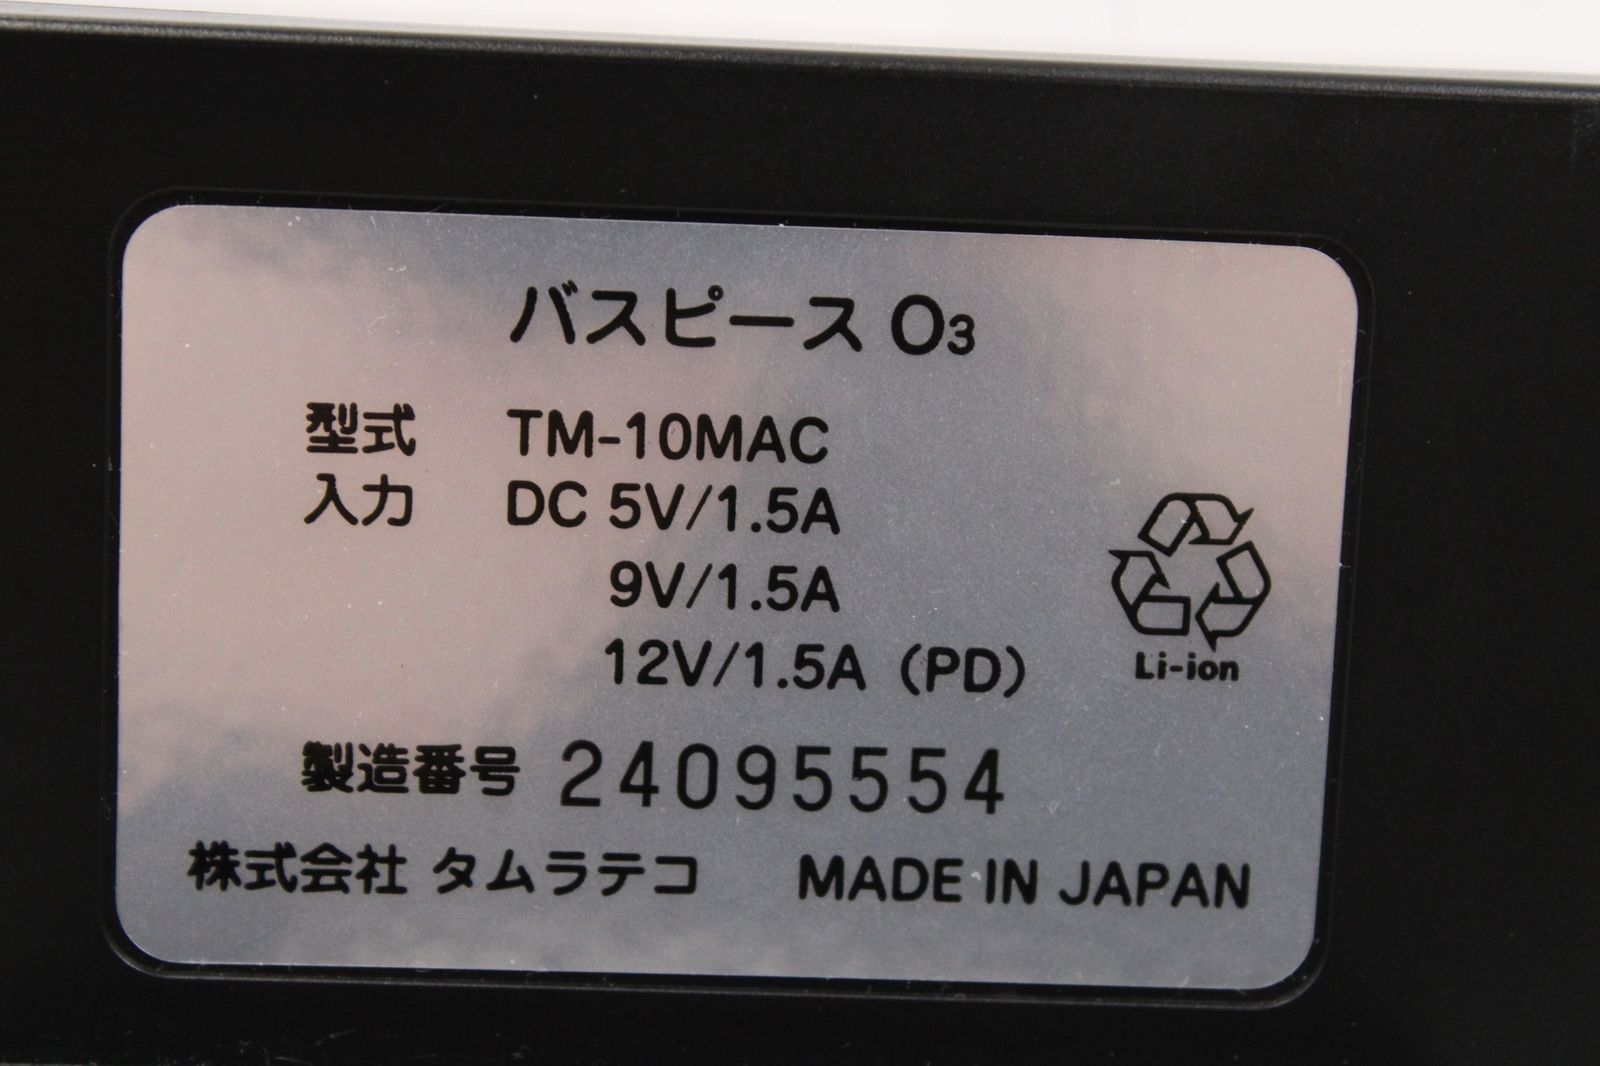 バスピース O3
型式 TM-10MAC
入力 DC 5V/1.5A
9V/1.5A
12V/1.5A (PD)
Li-ion
製造番号 24095554
株式会社 タムラテコ MADE IN JAPAN